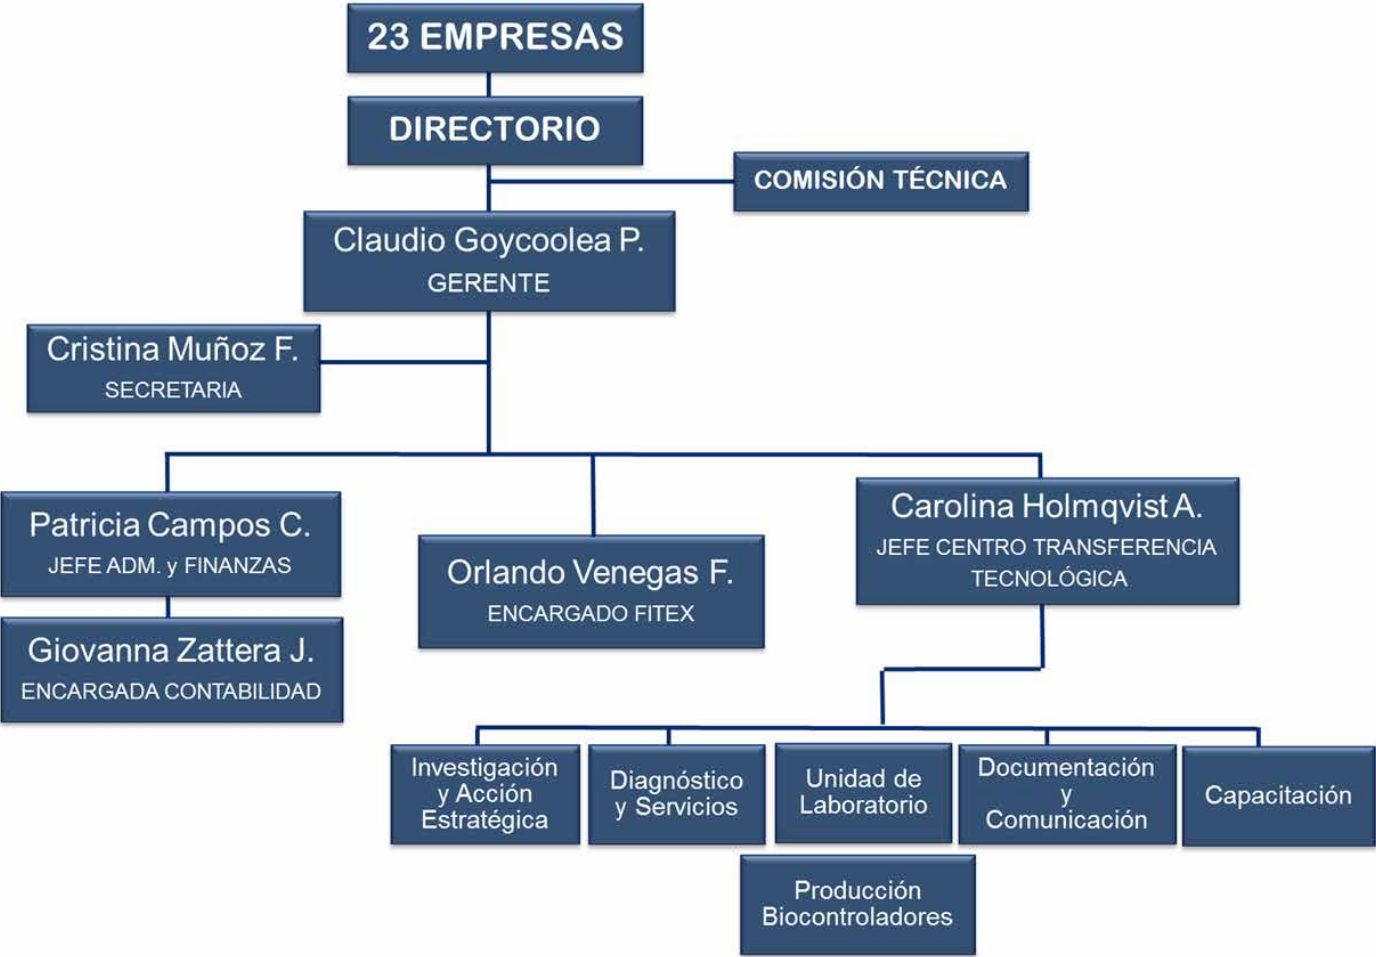 23 EMPRESAS
DIRECTORIO
COMISIÓN TÉCNICA
Claudio Goycoolea P.
GERENTE
Cristina Muñoz F.
SECRETARIA
Patricia Campos C.
JEFE ADM. y FINANZAS
Giovanna Zattera J.
ENCARGADA CONTABILIDAD
Orlando Venegas F.
ENCARGADO FITEX
Carolina Holmqvist A.
JEFE CENTRO TRANSFERENCIA
TECNOLÓGICA
Investigación
y Acción
Estratégica
Diagnóstico
y Servicios
Unidad de
Laboratorio
Documentación
y
Comunicación
Capacitación
Producción
Biocontroladores